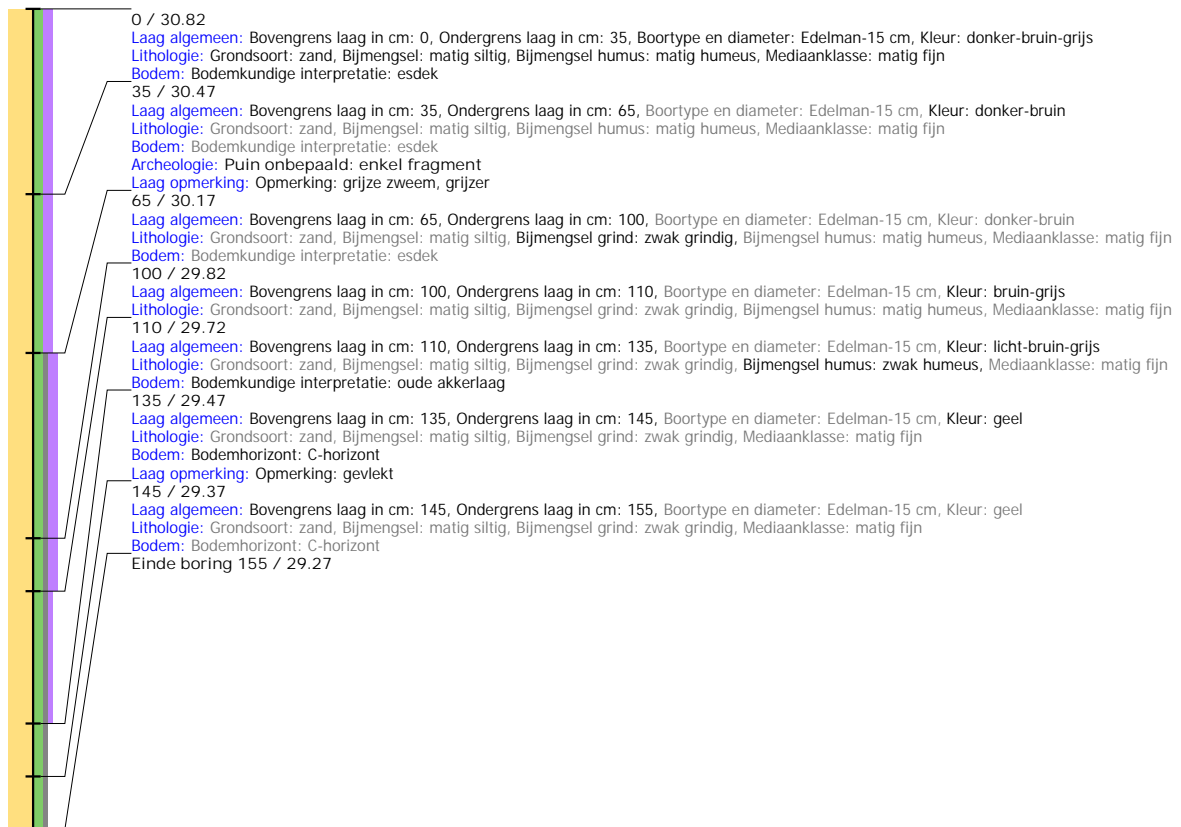 0 / 30.82
Laag algemeen: Bovengrens laag in cm: 0, Ondergrens laag in cm: 35, Boortype en diameter: Edelman-15 cm, Kleur: donker-bruin-grijs
Lithologie: Grondsoort: zand, Bijmengsel: matig siltig, Bijmengsel humus: matig humeus, Mediaanklasse: matig fijn
Bodem: Bodemkundige interpretatie: esdek
35 / 30.47
Laag algemeen: Bovengrens laag in cm: 35, Ondergrens laag in cm: 65, Boortype en diameter: Edelman-15 cm, Kleur: donker-bruin
Lithologie: Grondsoort: zand, Bijmengsel: matig siltig, Bijmengsel humus: matig humeus, Mediaanklasse: matig fijn
Bodem: Bodemkundige interpretatie: esdek
Archeologie: Puin onbepaald: enkel fragment
Laag opmerking: Opmerking: grijze zweem, grijzer
65 / 30.17
Laag algemeen: Bovengrens laag in cm: 65, Ondergrens laag in cm: 100, Boortype en diameter: Edelman-15 cm, Kleur: donker-bruin
Lithologie: Grondsoort: zand, Bijmengsel: matig siltig, Bijmengsel grind: zwak grindig, Bijmengsel humus: matig humeus, Mediaanklasse: matig fijn
Bodem: Bodemkundige interpretatie: esdek
100 / 29.82
Laag algemeen: Bovengrens laag in cm: 100, Ondergrens laag in cm: 110, Boortype en diameter: Edelman-15 cm, Kleur: bruin-grijs
Lithologie: Grondsoort: zand, Bijmengsel: matig siltig, Bijmengsel grind: zwak grindig, Bijmengsel humus: matig humeus, Mediaanklasse: matig fijn
110 / 29.72
Laag algemeen: Bovengrens laag in cm: 110, Ondergrens laag in cm: 135, Boortype en diameter: Edelman-15 cm, Kleur: licht-bruin-grijs
Lithologie: Grondsoort: zand, Bijmengsel: matig siltig, Bijmengsel grind: zwak grindig, Bijmengsel humus: zwak humeus, Mediaanklasse: matig fijn
Bodem: Bodemkundige interpretatie: oude akkerlaag
135 / 29.47
Laag algemeen: Bovengrens laag in cm: 135, Ondergrens laag in cm: 145, Boortype en diameter: Edelman-15 cm, Kleur: geel
Lithologie: Grondsoort: zand, Bijmengsel: matig siltig, Bijmengsel grind: zwak grindig, Mediaanklasse: matig fijn
Bodem: Bodemhorizont: C-horizont
Laag opmerking: Opmerking: gevlekt
145 / 29.37
Laag algemeen: Bovengrens laag in cm: 145, Ondergrens laag in cm: 155, Boortype en diameter: Edelman-15 cm, Kleur: geel
Lithologie: Grondsoort: zand, Bijmengsel: matig siltig, Bijmengsel grind: zwak grindig, Mediaanklasse: matig fijn
Bodem: Bodemhorizont: C-horizont
Einde boring 155 / 29.27